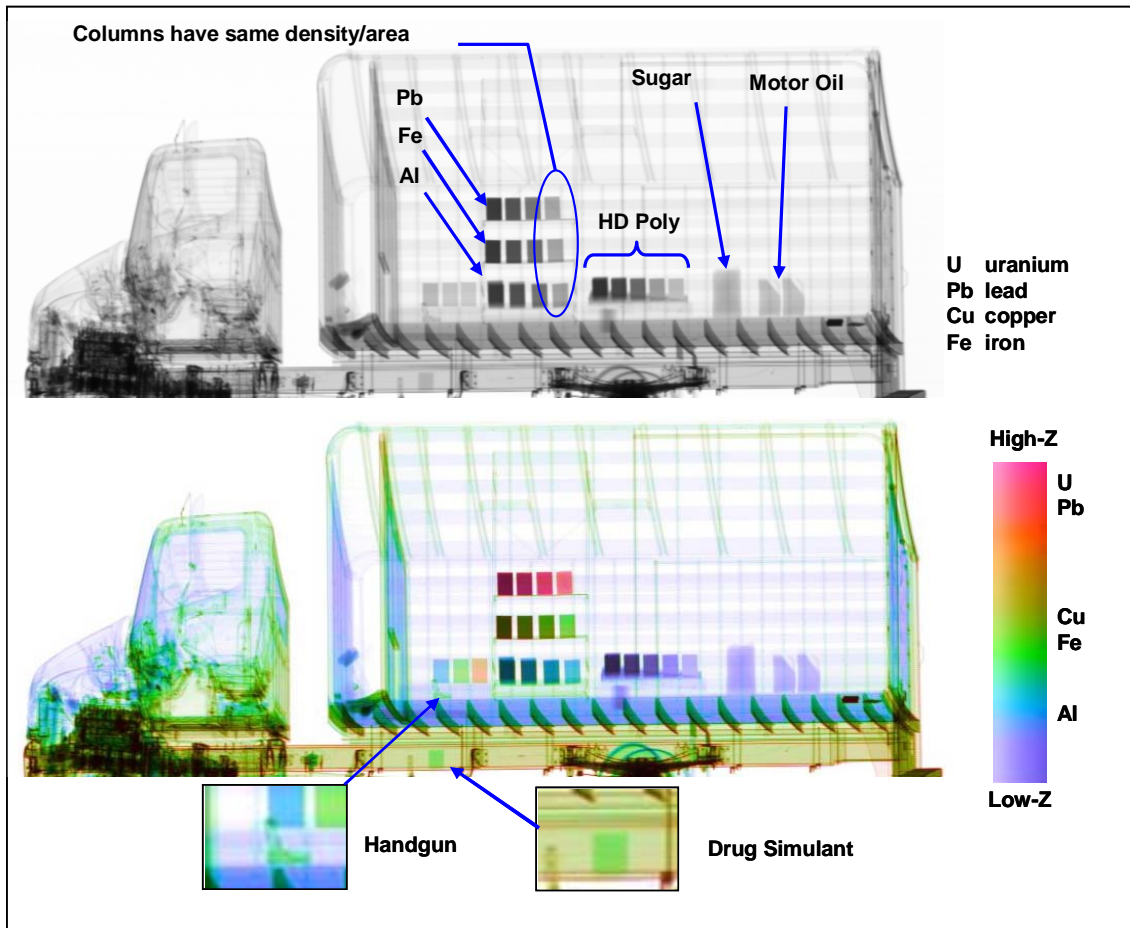 Columns have same density/area
Pb
Fe
Al
Sugar
Motor Oil
HD Poly
U uranium
Pb lead
Cu copper
Fe iron
High-Z
U
Pb
Cu
Fe
Al
Low-Z
Handgun
Drug Simulant